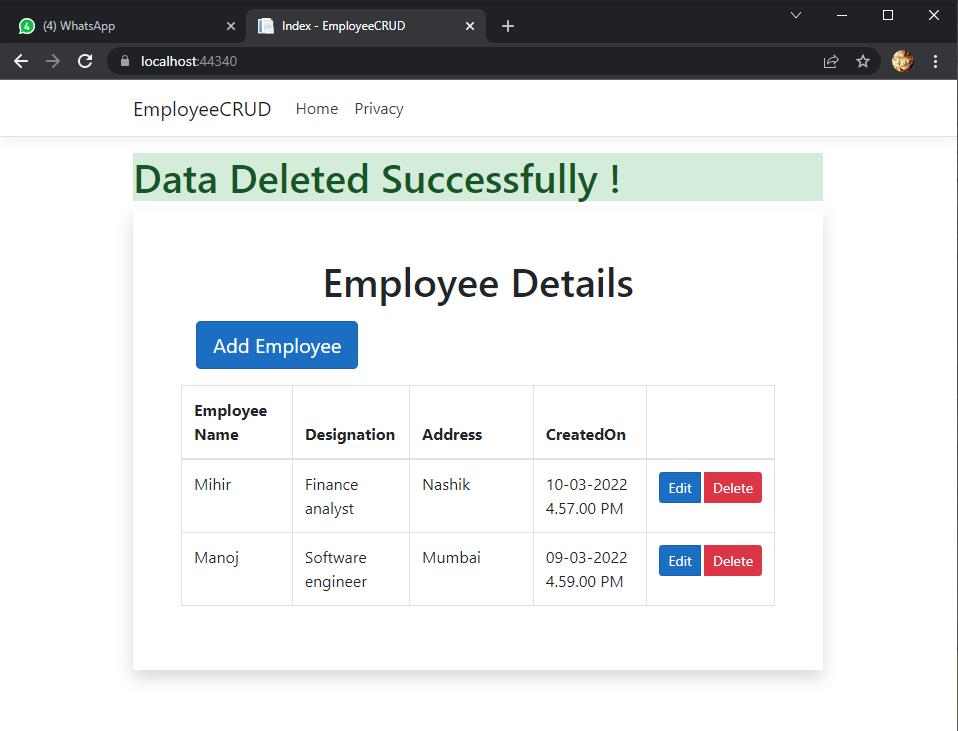 (4) WhatsApp
Index - EmployeeCRUD
localhost:44340
EmployeeCRUD Home Privacy
Data Deleted Successfully !
Employee Details
Add Employee
Employee
Name Designation Address CreatedOn
Mihir Finance Nashik 10-03-2022 Edit Delete
analyst 4.57.00 PM
Manoj Software Mumbai 09-03-2022 Edit Delete
engineer 4.59.00 PM